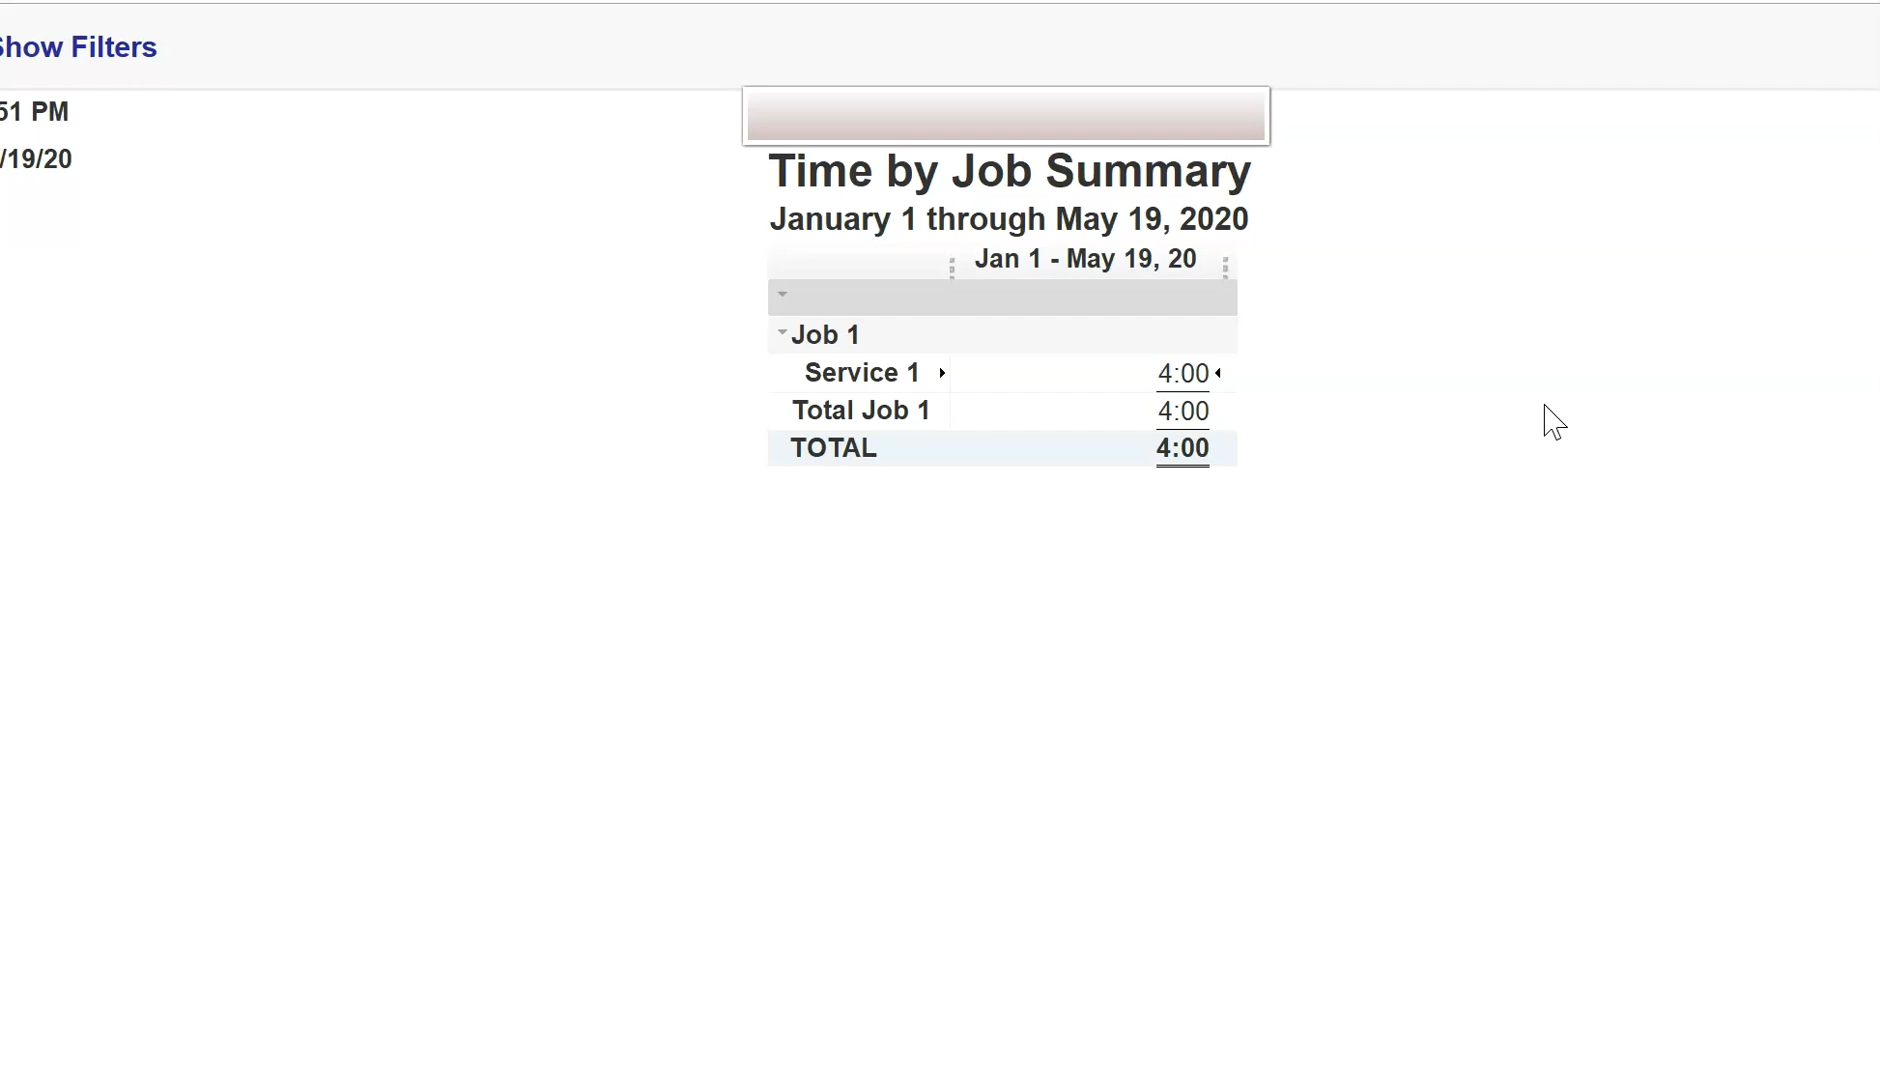 Show Filters
51 PM
/19/20
Time by Job Summary
January 1 through May 19, 2020
Jan 1 - May 19, 20
Job 1
Service 1 4:00
Total Job 1 4:00
TOTAL 4:00